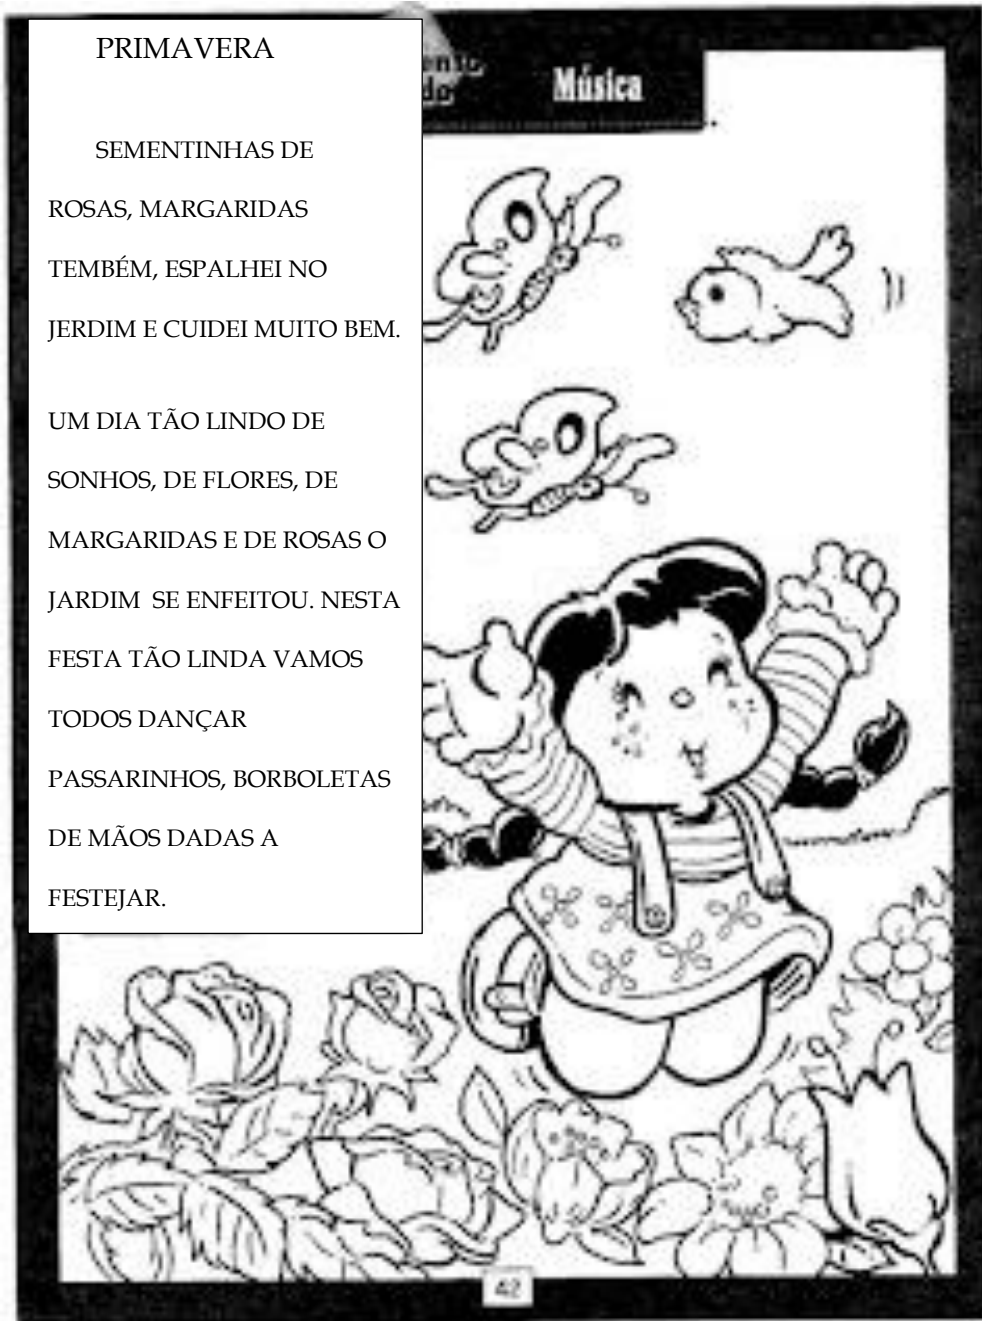 PRIMAVERA
Música
SEMENTINHAS DE
ROSAS, MARGARIDAS
TEMBÉM, ESPALHEI NO
JERDIM E CUIDEI MUITO BEM.
UM DIA TÃO LINDO DE
SONHOS, DE FLORES, DE
MARGARIDAS E DE ROSAS O
JARDIM SE ENFEITOU. NESTA
FESTA TÃO LINDA VAMOS
TODOS DANÇAR
PASSARINHOS, BORBOLETAS
DE MÃOS DADAS A
FESTEJAR.
42